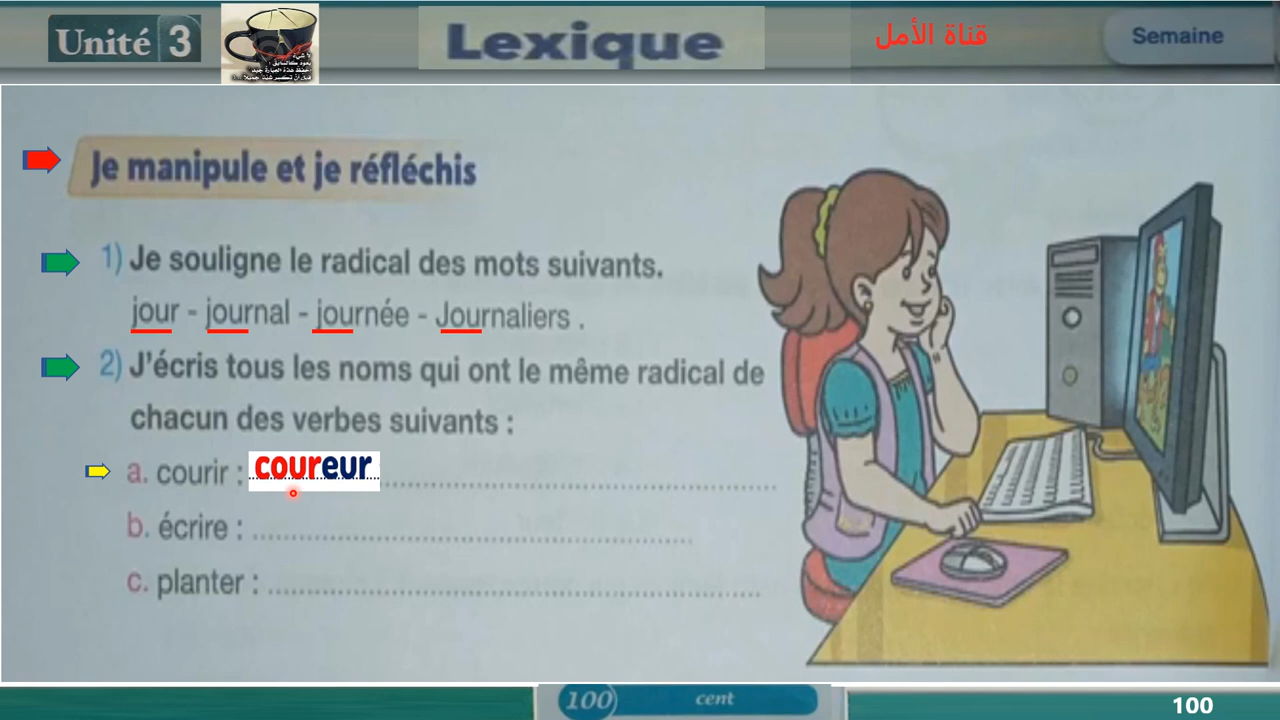 Unité 3
Lexique
قناة الأمل
Semaine
Je manipule et je réfléchis
1) Je souligne le radical des mots suivants.
jour - journal - journée - Journaliers .
2) J'écris tous les noms qui ont le même radical de
chacun des verbes suivants :
a. courir : coureur ........................
b. écrire : ........................
c. planter : ........................
100 cent
100